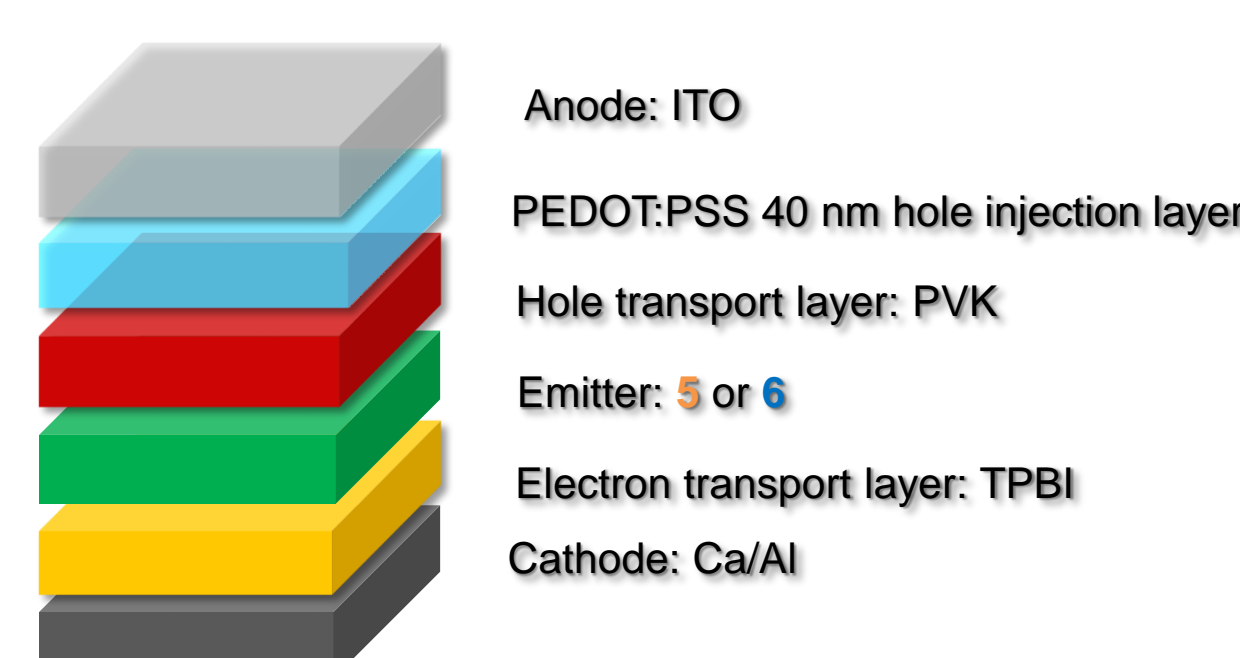 Anode: ITO
PEDOT:PSS 40 nm hole injection layer
Hole transport layer: PVK
Emitter: 5 or 6
Electron transport layer: TPBI
Cathode: Ca/Al